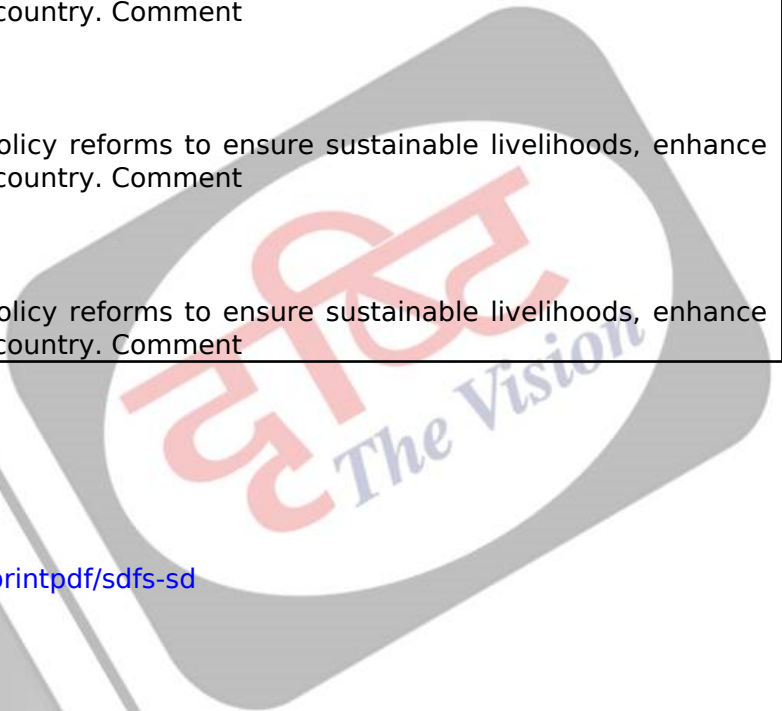 country. Comment
olicy reforms to ensure sustainable livelihoods, enhance
country. Comment
olicy reforms to ensure sustainable livelihoods, enhance
country. Comment
दृष्टि
The Vision
printpdf/sdfs-sd